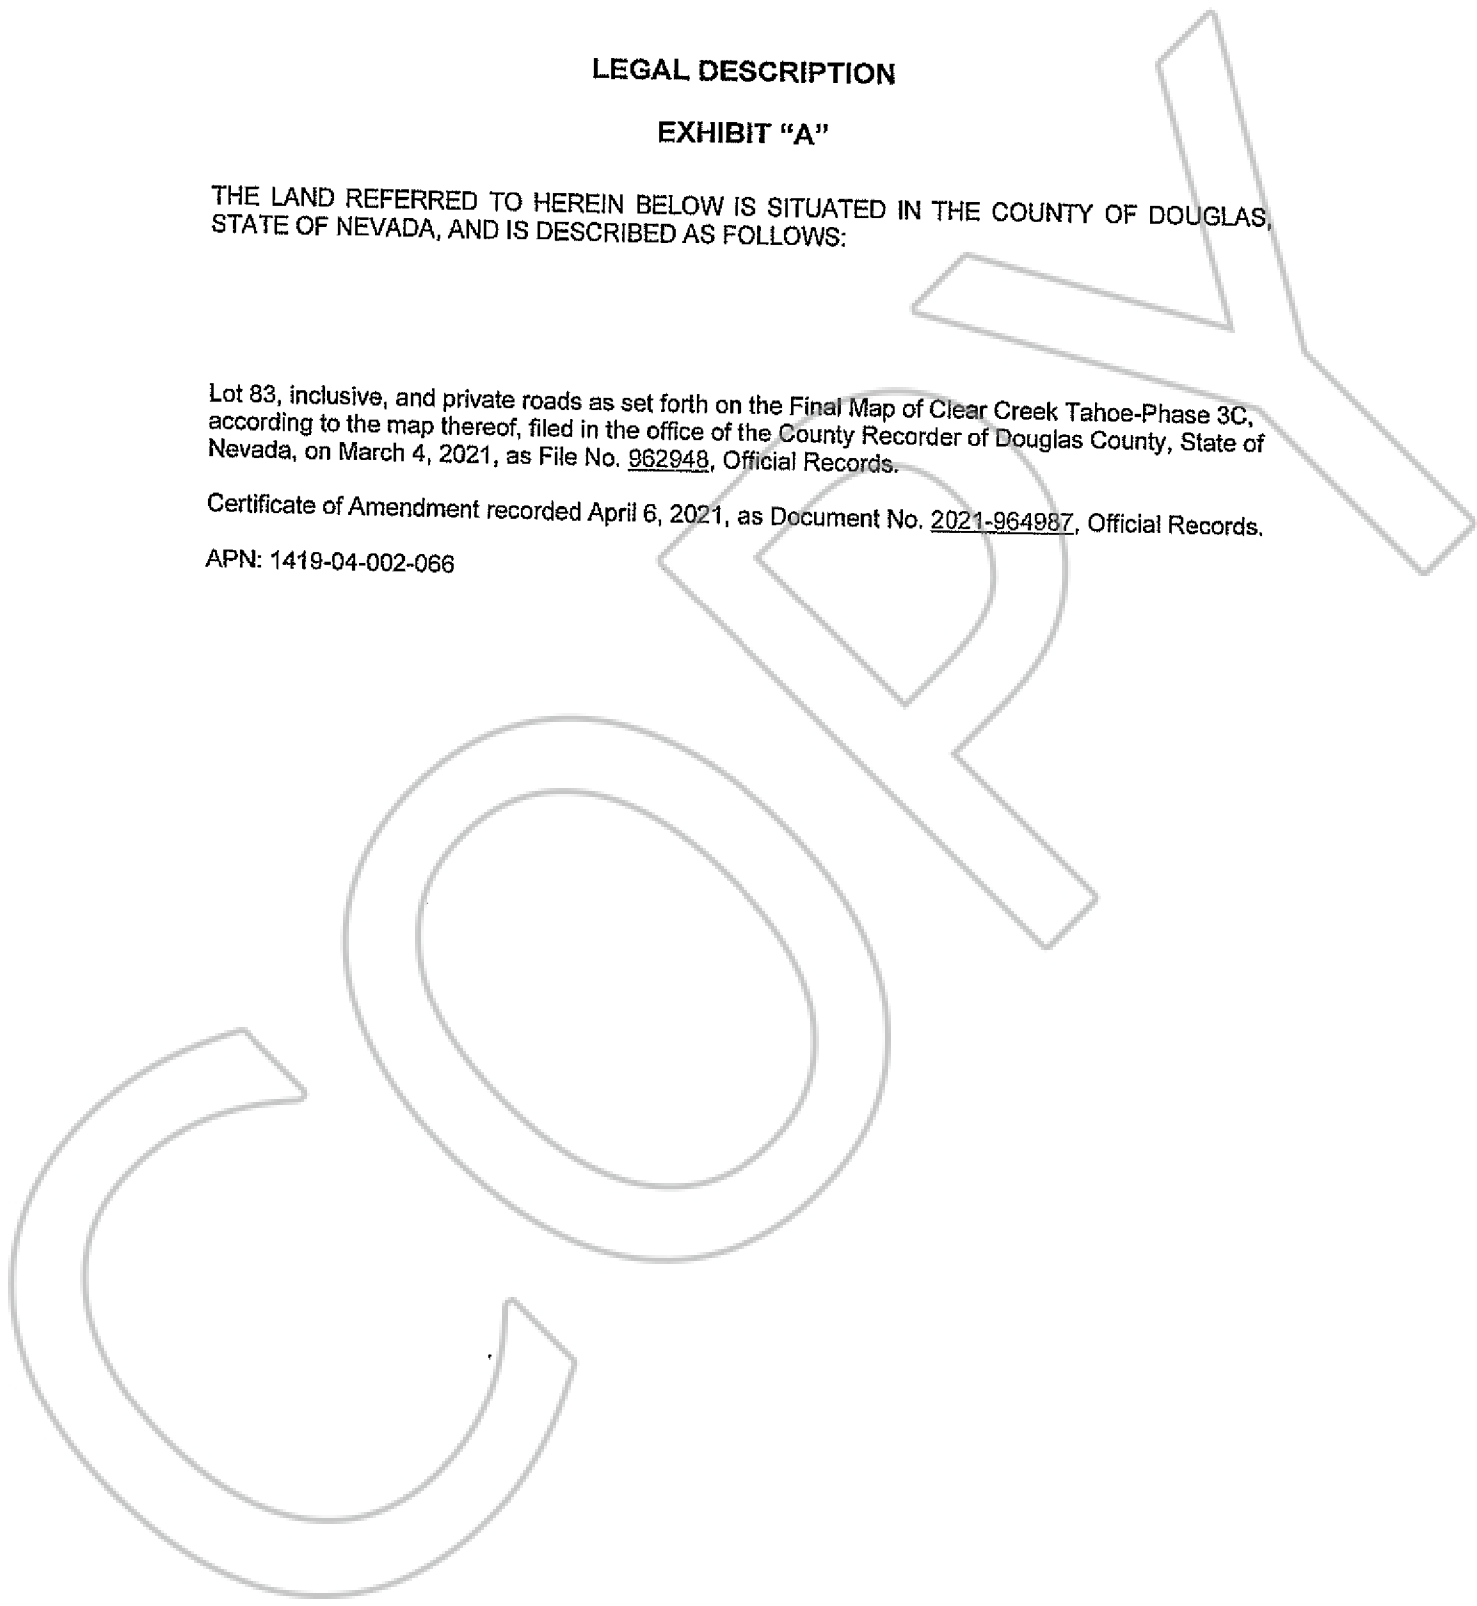 LEGAL DESCRIPTION
EXHIBIT “A”
THE LAND REFERRED TO HEREIN BELOW IS SITUATED IN THE COUNTY OF DOUGLAS,
STATE OF NEVADA, AND IS DESCRIBED AS FOLLOWS:
Lot 83, inclusive, and private roads as set forth on the Final Map of Clear Creek Tahoe-Phase 3C,
according to the map thereof, filed in the office of the County Recorder of Douglas County, State of
Nevada, on March 4, 2021, as File No. 962948, Official Records.
Certificate of Amendment recorded April 6, 2021, as Document No. 2021-964987, Official Records.
APN: 1419-04-002-066
COPY